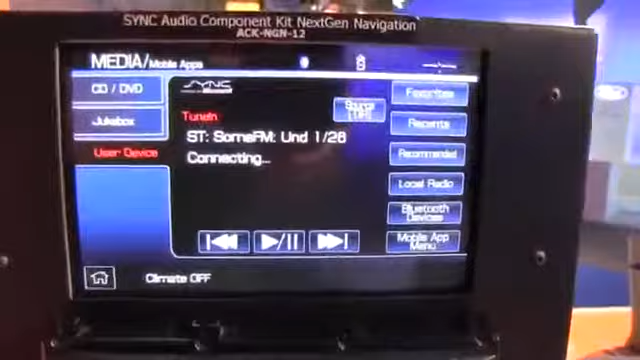 SYNC Audio Component Kit NextGen Navigation
ACK-NGN-12
MEDIA/Mobile Apps
CD / DVD
SYNC
Favorites
Source
Jukebox
TuneIn
ST: SomaFM: Und 1/26
Recents
User Device
Connecting...
Recommended
Local Radio
Bluetooth
Devices
Mobile App
Menu
Climate OFF
Ford